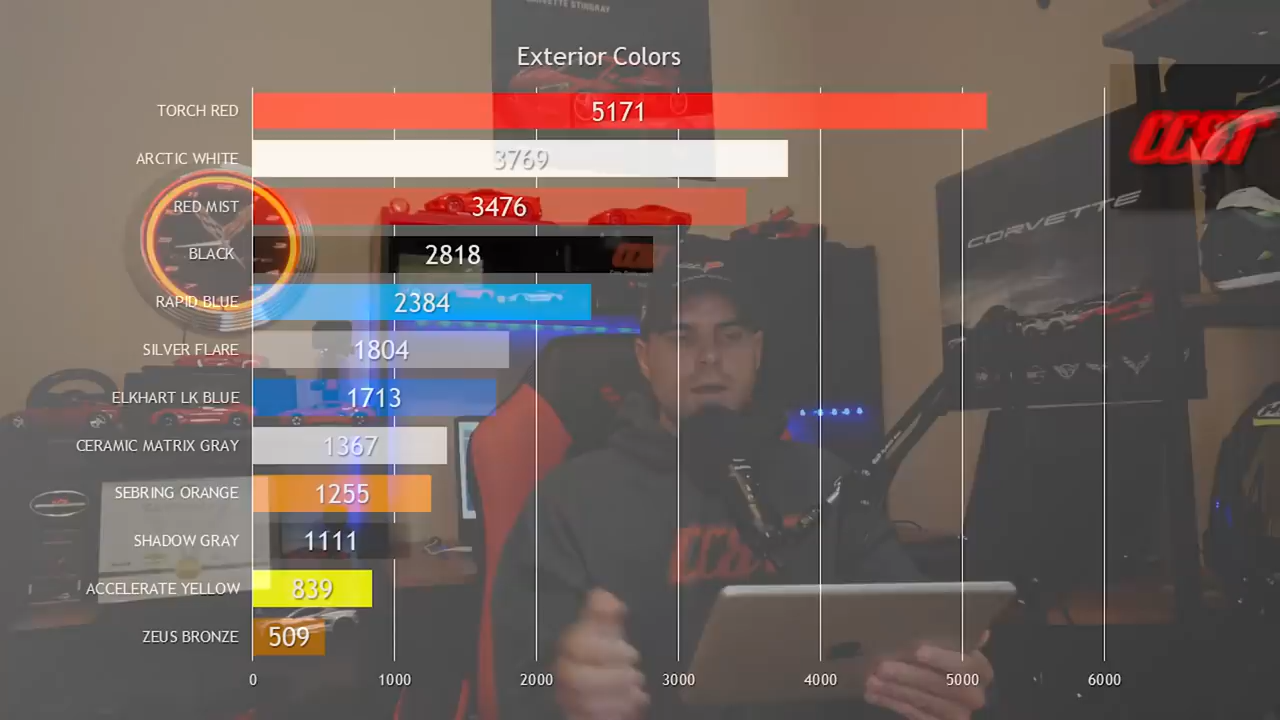 CORVETTE STINGRAY
Exterior Colors
TORCH RED 5171
ARCTIC WHITE 3769
RED MIST 3476
BLACK 2818
RAPID BLUE 2384
SILVER FLARE 1804
ELKHART LK BLUE 1713
CERAMIC MATRIX GRAY 1367
SEBRING ORANGE 1255
SHADOW GRAY 1111
ACCELERATE YELLOW 839
ZEUS BRONZE 509
0 1000 2000 3000 4000 5000 6000
CORVETTE